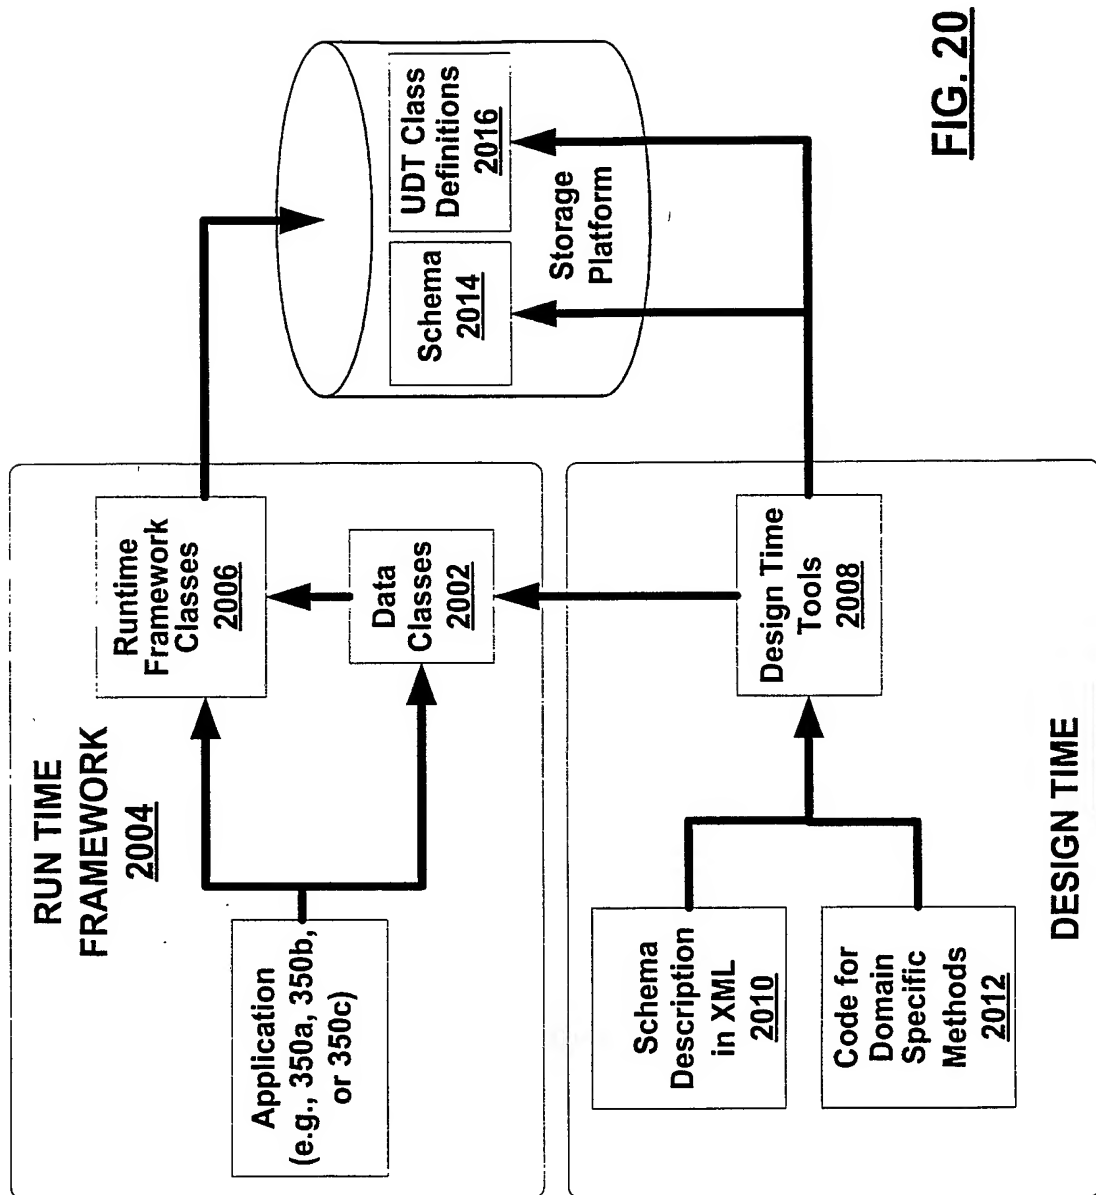 RUN TIME
FRAMEWORK
2004
Application
(e.g., 350a, 350b,
or 350c)
Runtime
Framework
Classes
2006
Data
Classes
2002
Schema
2014
UDT Class
Definitions
2016
Storage
Platform
Schema
Description
in XML
2010
Code for
Domain
Specific
Methods
2012
Design Time
Tools
2008
DESIGN TIME
FIG. 20